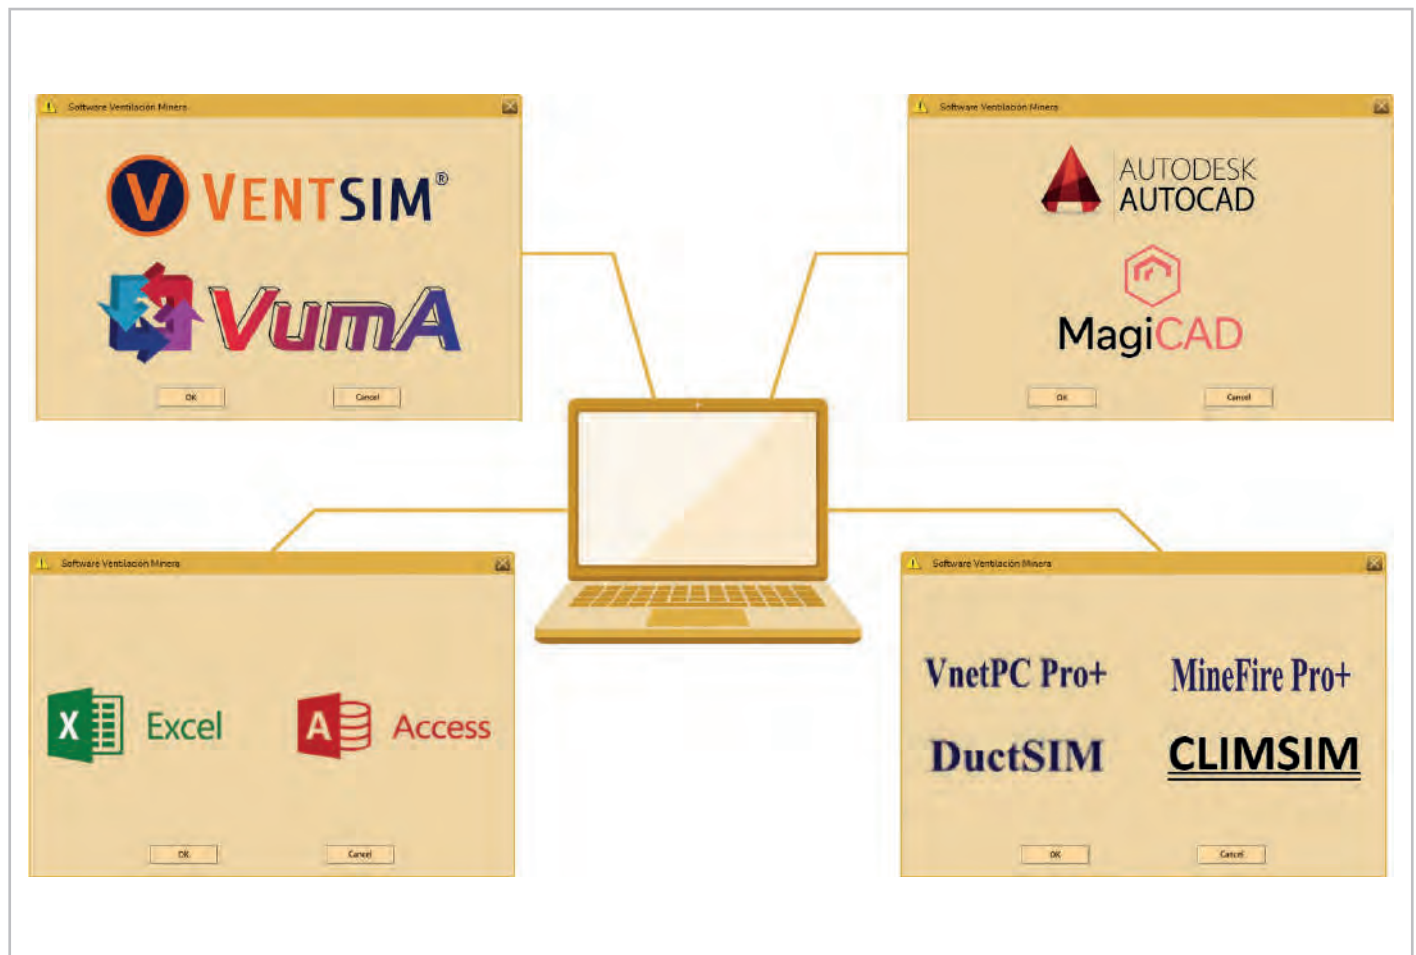 Software Ventilación Minera
V VENTSIM®
VumA
OK Cancel
Software Ventilación Minera
AUTODESK
AUTOCAD
MagiCAD
OK Cancel
Software Ventilación Minera
X Excel A Access
OK Cancel
Software Ventilación Minera
VnetPC Pro+ MineFire Pro+
DuctSIM CLIMSIM
OK Cancel